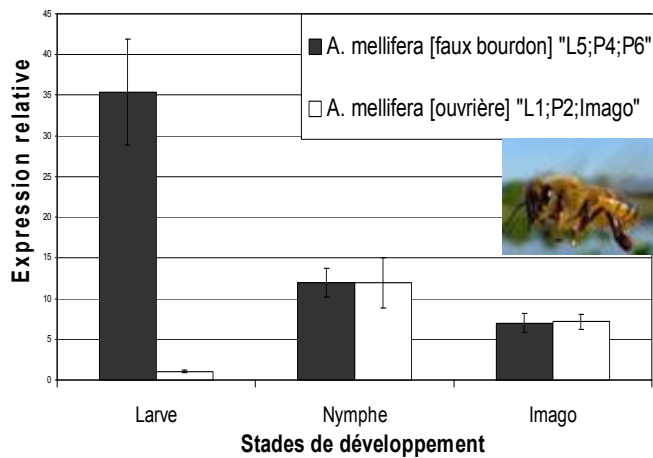 45
40
35
30
25
20
15
10
5
0
Expression relative
A. mellifera [faux bourdon] "L5;P4;P6"
A. mellifera [ouvrière] "L1;P2;Imago"
Larve Nymphe Imago
Stades de développement